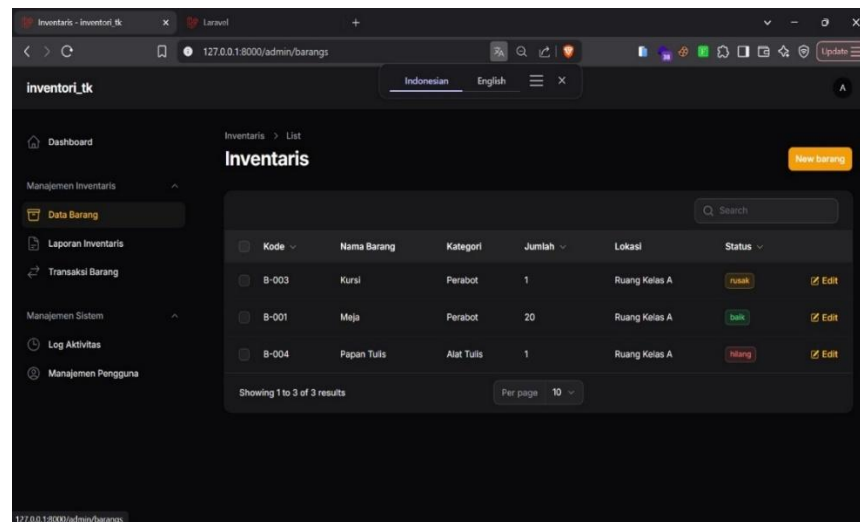 Inventaris - inventori_tk
Laravel
127.0.0.1:8000/admin/barangs
Update
Indonesian English
inventori_tk
A
Dashboard
Manajemen Inventaris
Data Barang
Laporan Inventaris
Transaksi Barang
Manajemen Sistem
Log Aktivitas
Manajemen Pengguna
Inventaris > List
Inventaris
New barang
Search
Kode Nama Barang Kategori Jumlah Lokasi Status
B-003 Kursi Perabot 1 Ruang Kelas A rusak Edit
B-001 Meja Perabot 20 Ruang Kelas A baik Edit
B-004 Papan Tulis Alat Tulis 1 Ruang Kelas A hilang Edit
Showing 1 to 3 of 3 results
Per page 10
127.0.0.1:8000/admin/barangs